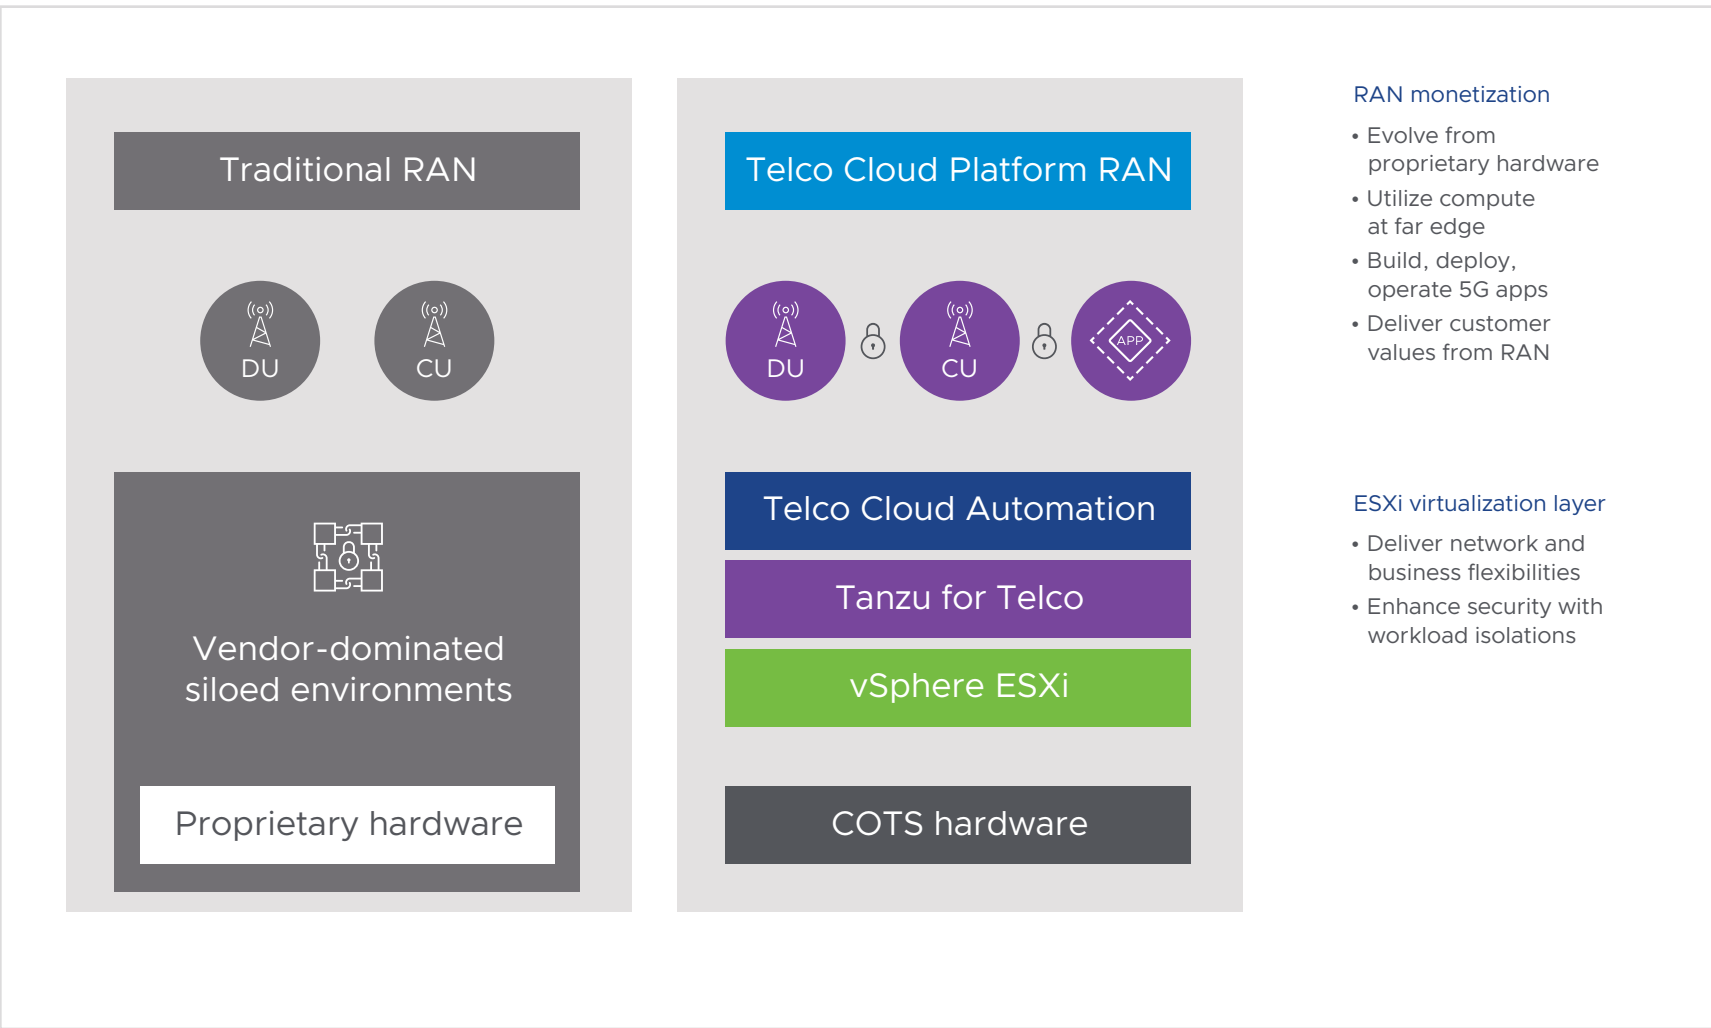 Traditional RAN
DU
CU
Vendor-dominated
siloed environments
Proprietary hardware
Telco Cloud Platform RAN
DU
CU
APP
Telco Cloud Automation
Tanzu for Telco
vSphere ESXi
COTS hardware
RAN monetization
• Evolve from
proprietary hardware
• Utilize compute
at far edge
• Build, deploy,
operate 5G apps
• Deliver customer
values from RAN
ESXi virtualization layer
• Deliver network and
business flexibilities
• Enhance security with
workload isolations